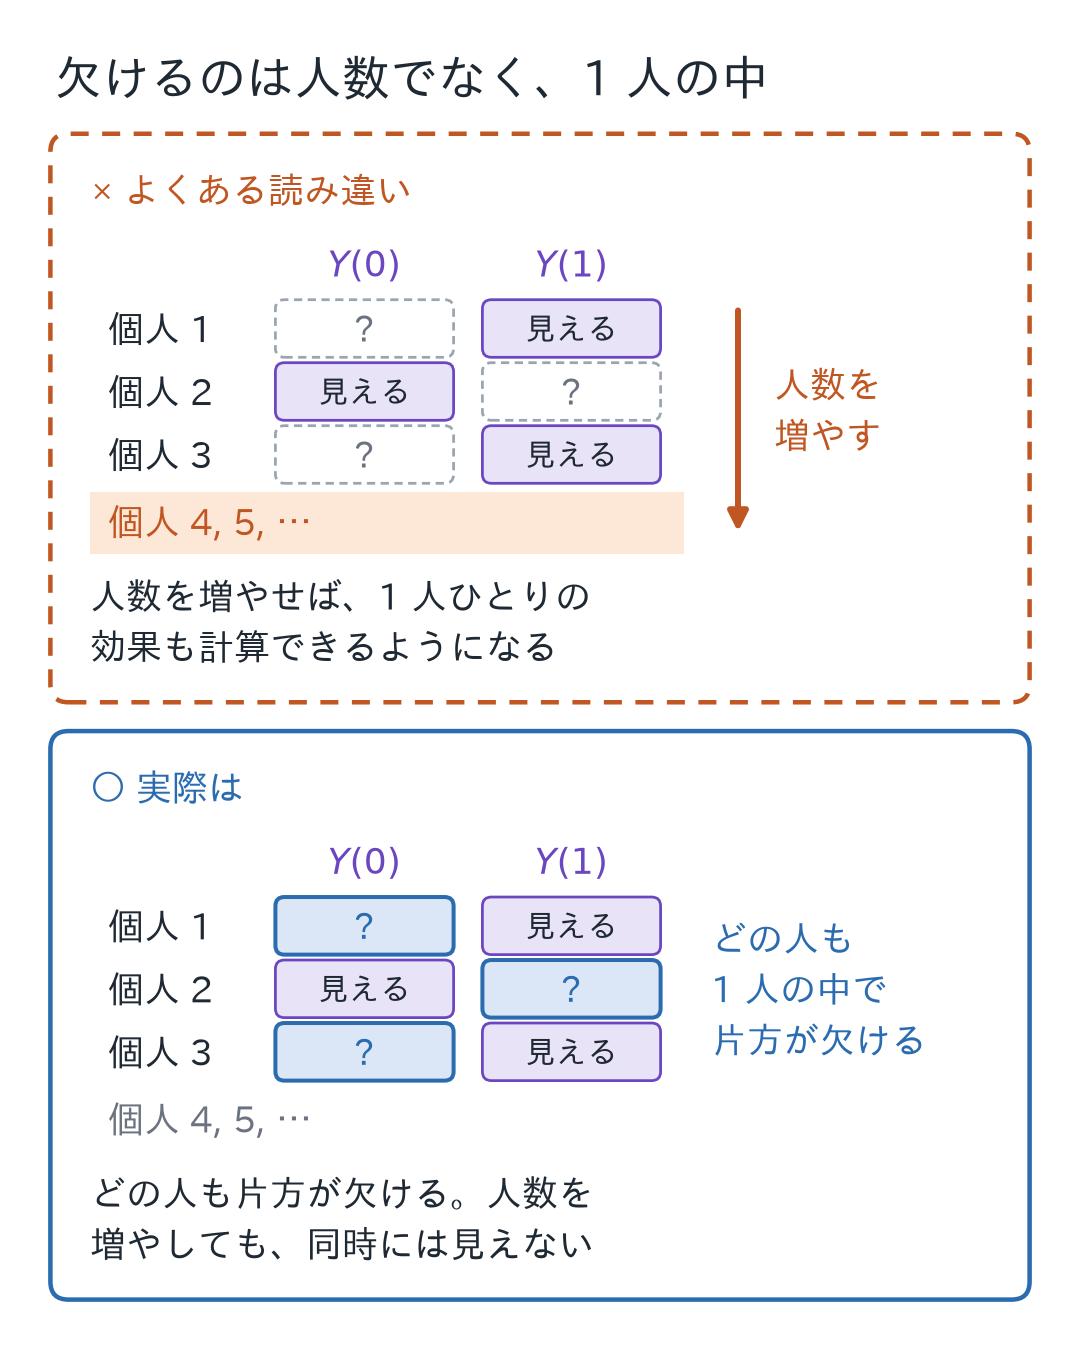 欠けるのは人数でなく、1 人の中
× よくある読み違い
Y(0) Y(1)
個人 1 ? 見える
個人 2 見える ?
個人 3 ? 見える
個人 4, 5, …
人数を
増やす
人数を増やせば、1 人ひとりの
効果も計算できるようになる
○ 実際は
Y(0) Y(1)
個人 1 ? 見える
個人 2 見える ?
個人 3 ? 見える
個人 4, 5, …
どの人も
1 人の中で
片方が欠ける
どの人も片方が欠ける。人数を
増やしても、同時には見えない